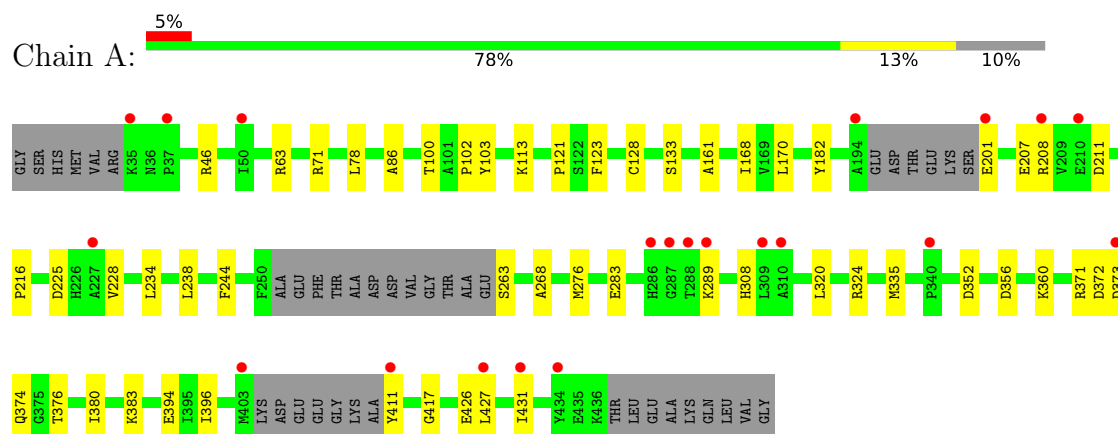 5%
Chain A:
78% 13% 10%
GLY SER HIS MET VAL ARG K35 N36 P37 R46 I50 R63 R71 L78 A86 T100 A101 P102 Y103 K113 P121 S122 F123 C128 S133 A161 I168 V169 L170 Y182 A194 GLU ASP THR GLU LYS SER E201 E207 R208 V209 E210 D211
P216 D225 H226 A227 V228 L234 L238 F244 F250 ALA GLU PHE THR ALA ASP ASP VAL GLY THR ALA GLU S263 A268 M276 E283 H286 G287 T288 K289 H308 L309 A310 L320 R324 M335 P340 D352 D356 K360 R371 D372
Q374 G375 T376 I380 K383 E394 I395 I396 M403 LYS ASP GLU GLU GLY LYS ALA Y411 G417 E426 L427 I431 Y434 E435 K436 THR LEU GLU ALA LYS GLN LEU VAL GLY